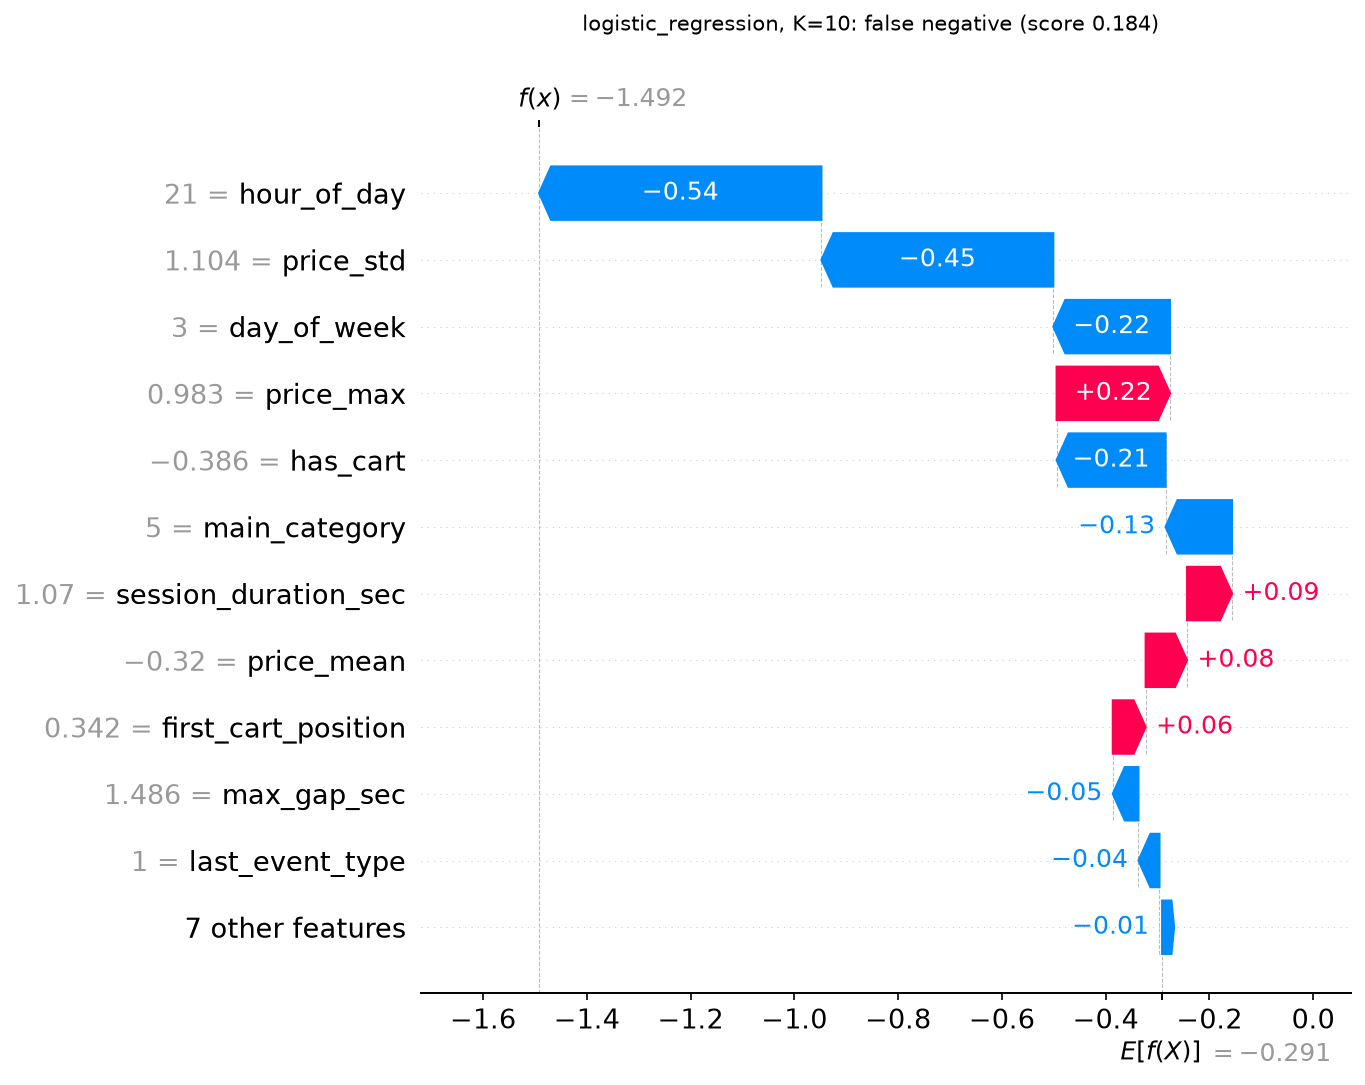 logistic_regression, K=10: false negative (score 0.184)
f(x) = −1.492
21 = hour_of_day −0.54
1.104 = price_std −0.45
3 = day_of_week −0.22
0.983 = price_max +0.22
−0.386 = has_cart −0.21
5 = main_category −0.13
1.07 = session_duration_sec +0.09
−0.32 = price_mean +0.08
0.342 = first_cart_position +0.06
1.486 = max_gap_sec −0.05
1 = last_event_type −0.04
7 other features −0.01
−1.6 −1.4 −1.2 −1.0 −0.8 −0.6 −0.4 −0.2 0.0
E[f(X)] = −0.291